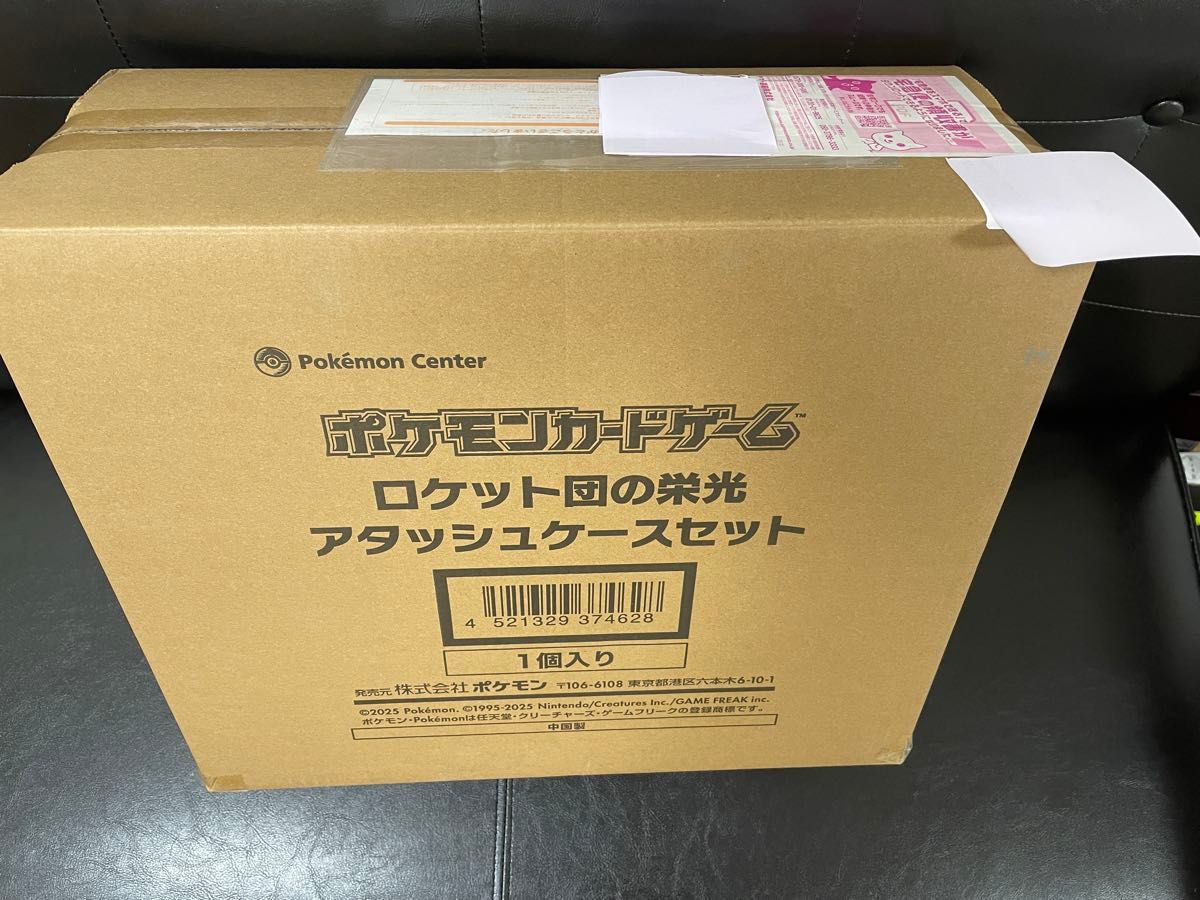 Pokémon Center
ポケモンカードゲーム™
ロケット団の栄光
アタッシュケースセット
4 521329 374628
1個入り
発売元 株式会社ポケモン 〒106-6108 東京都港区六本木6-10-1
©2025 Pokémon. ©1995-2025 Nintendo/Creatures Inc./GAME FREAK inc.
ポケモン・Pokémonは任天堂・クリーチャーズ・ゲームフリークの登録商標です。
中国製